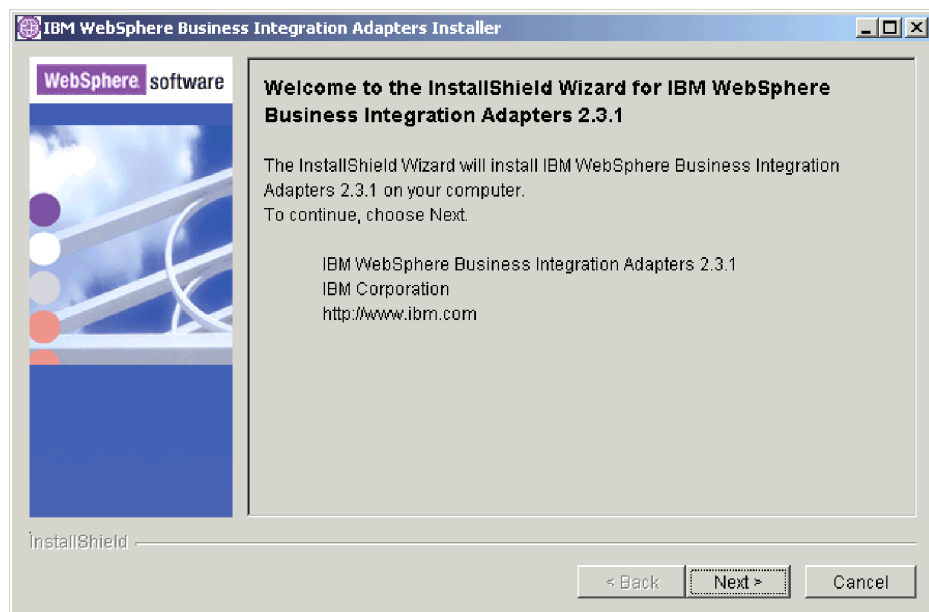 IBM WebSphere Business Integration Adapters Installer
WebSphere. software
Welcome to the InstallShield Wizard for IBM WebSphere
Business Integration Adapters 2.3.1
The InstallShield Wizard will install IBM WebSphere Business Integration
Adapters 2.3.1 on your computer.
To continue, choose Next.
IBM WebSphere Business Integration Adapters 2.3.1
IBM Corporation
http://www.ibm.com
InstallShield
< Back
Next >
Cancel